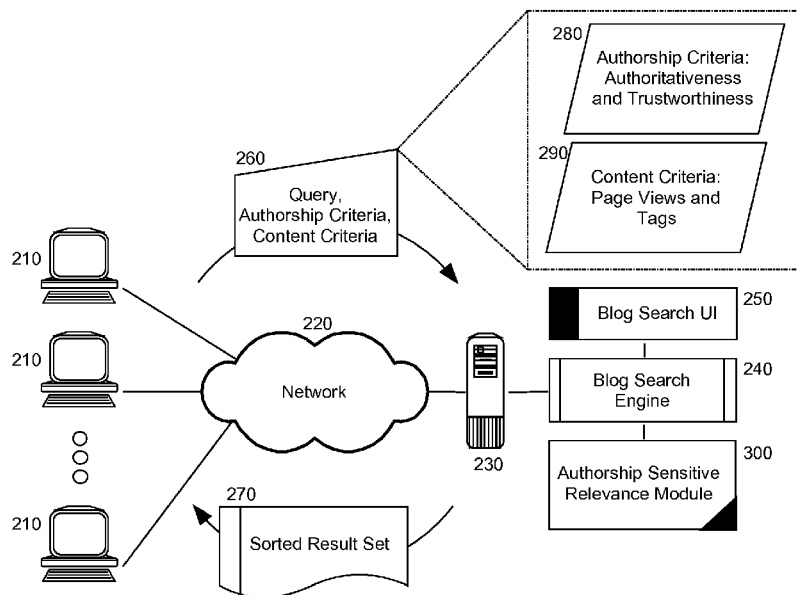 280
Authorship Criteria:
Authoritativeness
and Trustworthiness
260
290
Query,
Authorship Criteria,
Content Criteria
Content Criteria:
Page Views and
Tags
210
250
Blog Search UI
220
210
240
Network
Blog Search
Engine
230
300
Authorship Sensitive
Relevance Module
270
210
Sorted Result Set